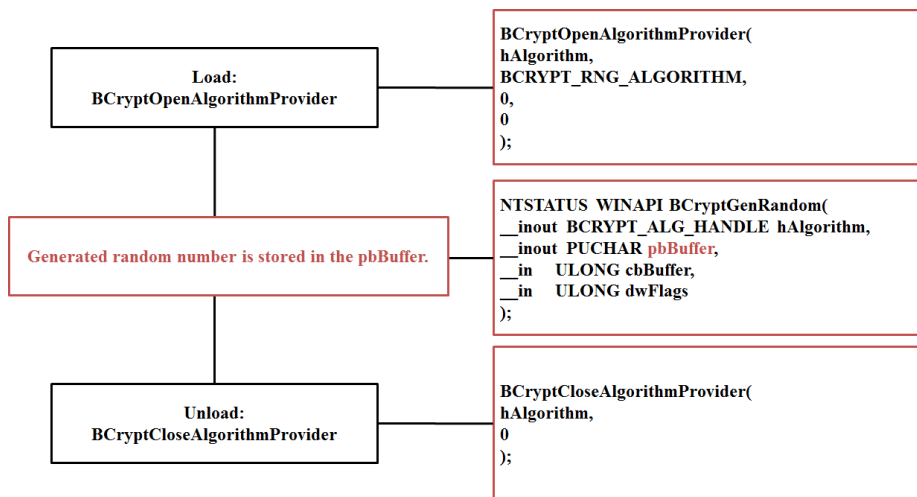 Load:
BCryptOpenAlgorithmProvider
BCryptOpenAlgorithmProvider(
hAlgorithm,
BCRYPT_RNG_ALGORITHM,
0,
0
);
Generated random number is stored in the pbBuffer.
NTSTATUS WINAPI BCryptGenRandom(
__inout BCRYPT_ALG_HANDLE hAlgorithm,
__inout PUCHAR pbBuffer,
__in ULONG cbBuffer,
__in ULONG dwFlags
);
Unload:
BCryptCloseAlgorithmProvider
BCryptCloseAlgorithmProvider(
hAlgorithm,
0
);